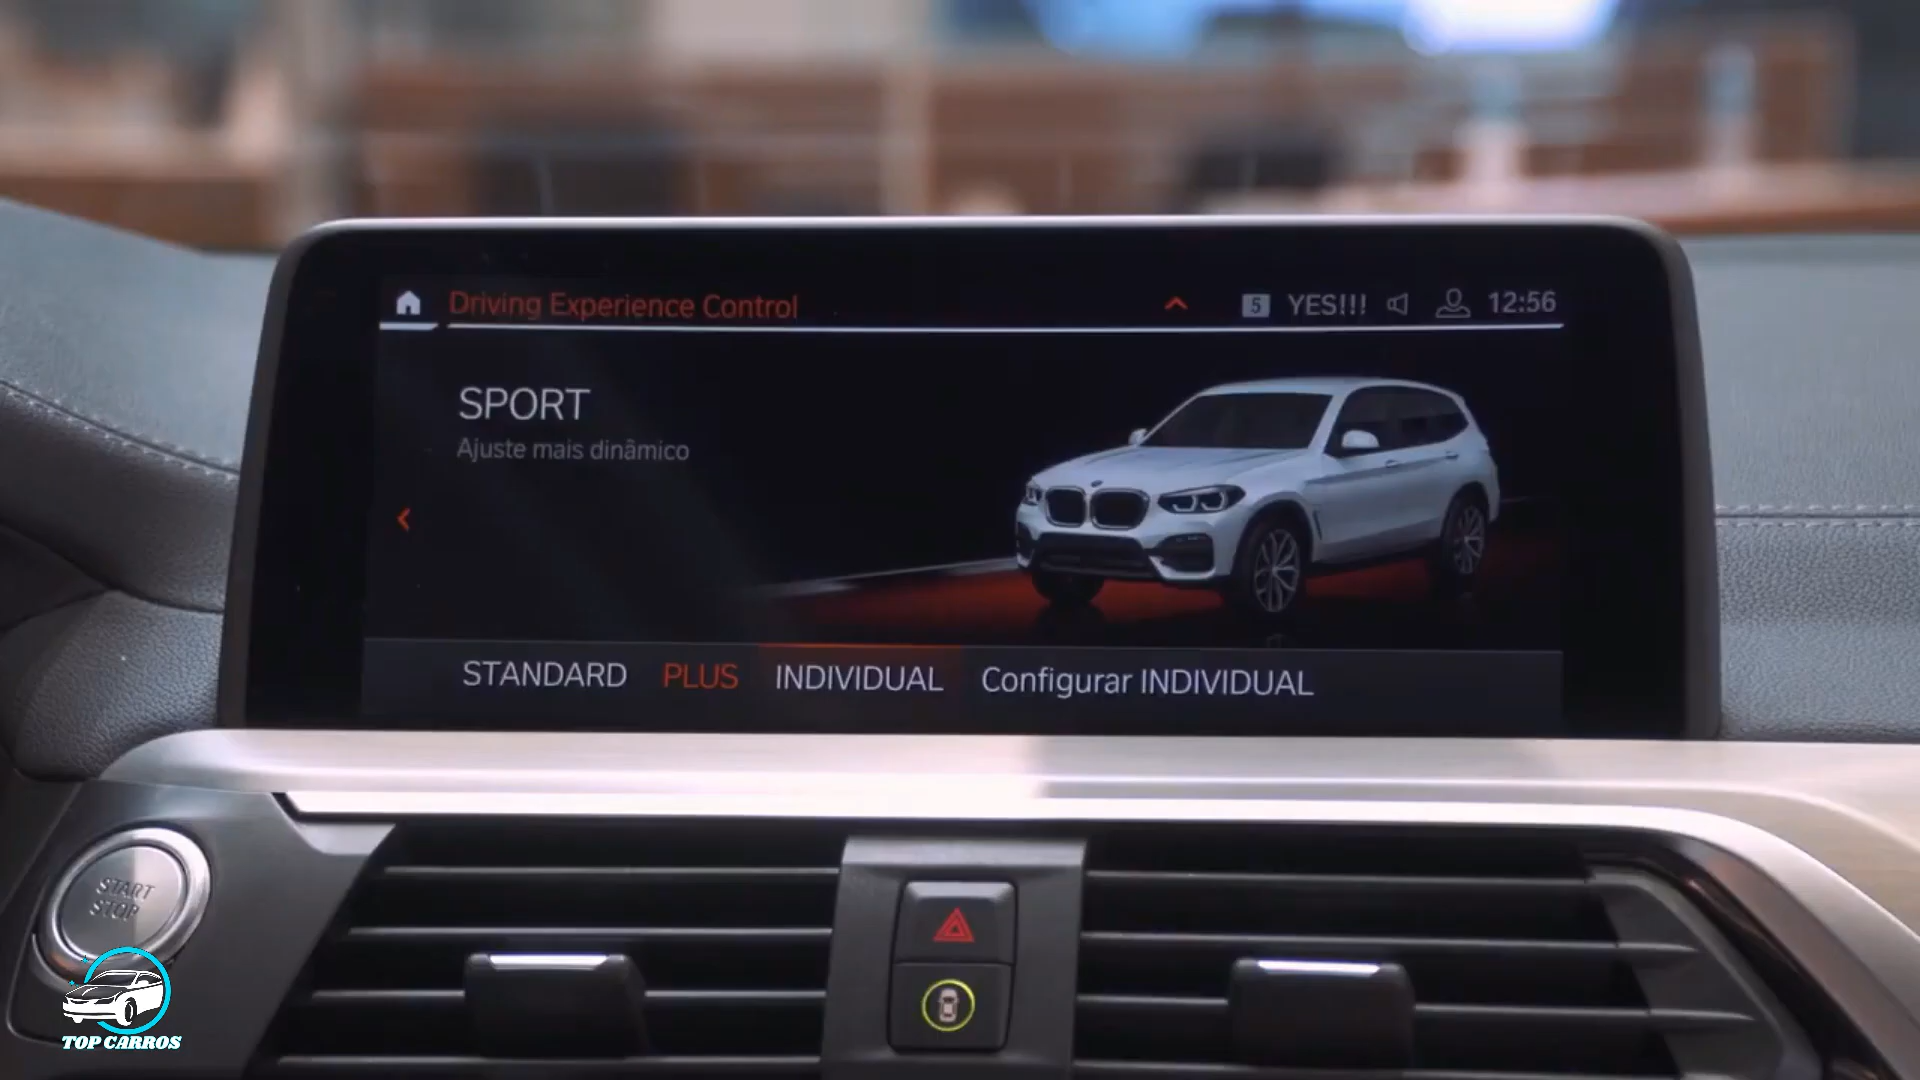 Driving Experience Control
5 YES!!! 12:56
SPORT
Ajuste mais dinâmico
STANDARD PLUS INDIVIDUAL Configurar INDIVIDUAL
START
STOP
TOP CARROS